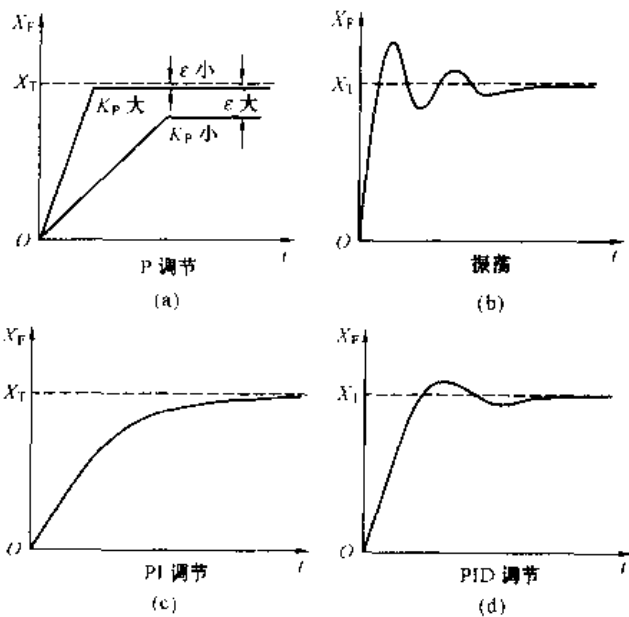 X_F
X_T
ε 小
K_P 大
ε 大
K_P 小
O
t
P 调节
(a)
X_F
X_T
O
t
振荡
(b)
X_F
X_T
O
t
PI 调节
(c)
X_F
X_T
O
t
PID 调节
(d)